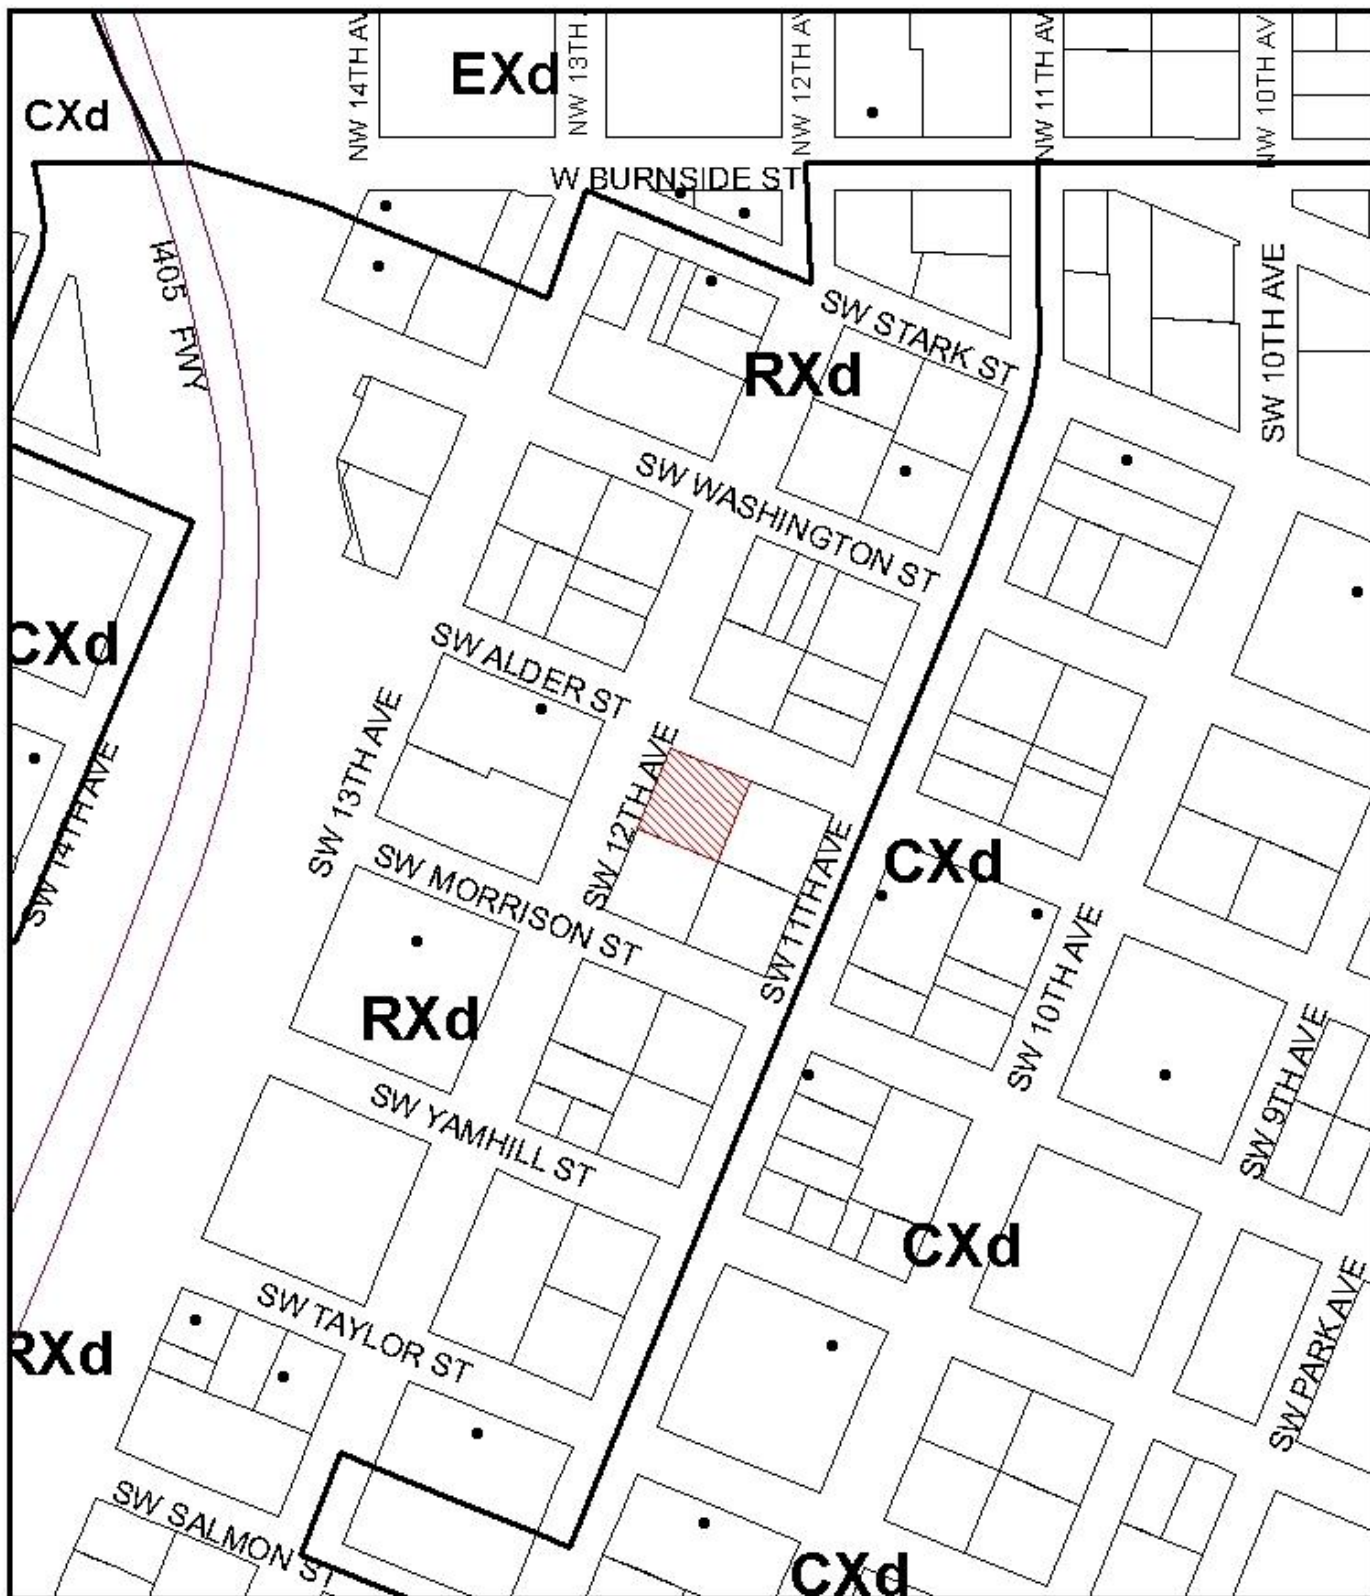 NW 14TH AV
EXd
NW 13TH
NW 12TH AV
NW 11TH AV
NW 10TH AV
CXd
W BURNSIDE ST
I405 FWY
SW 10TH AVE
SW STARK ST
RXd
SW WASHINGTON ST
CXd
SW ALDER ST
SW 14TH AVE
SW 13TH AVE
SW 12TH AVE
SW 11TH AVE
CXd
SW MORRISON ST
SW 10TH AVE
RXd
SW 9TH AVE
SW YAMHILL ST
CXd
SW TAYLOR ST
RXd
SW PARK AVE
SW SALMON ST
CXd